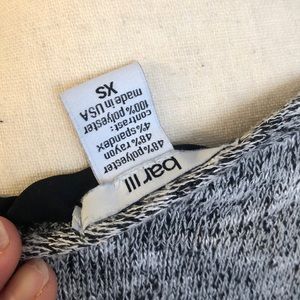 bar III
48% polyester
48% rayon
4% spandex
contrast:
100% polyester
made in USA
XS